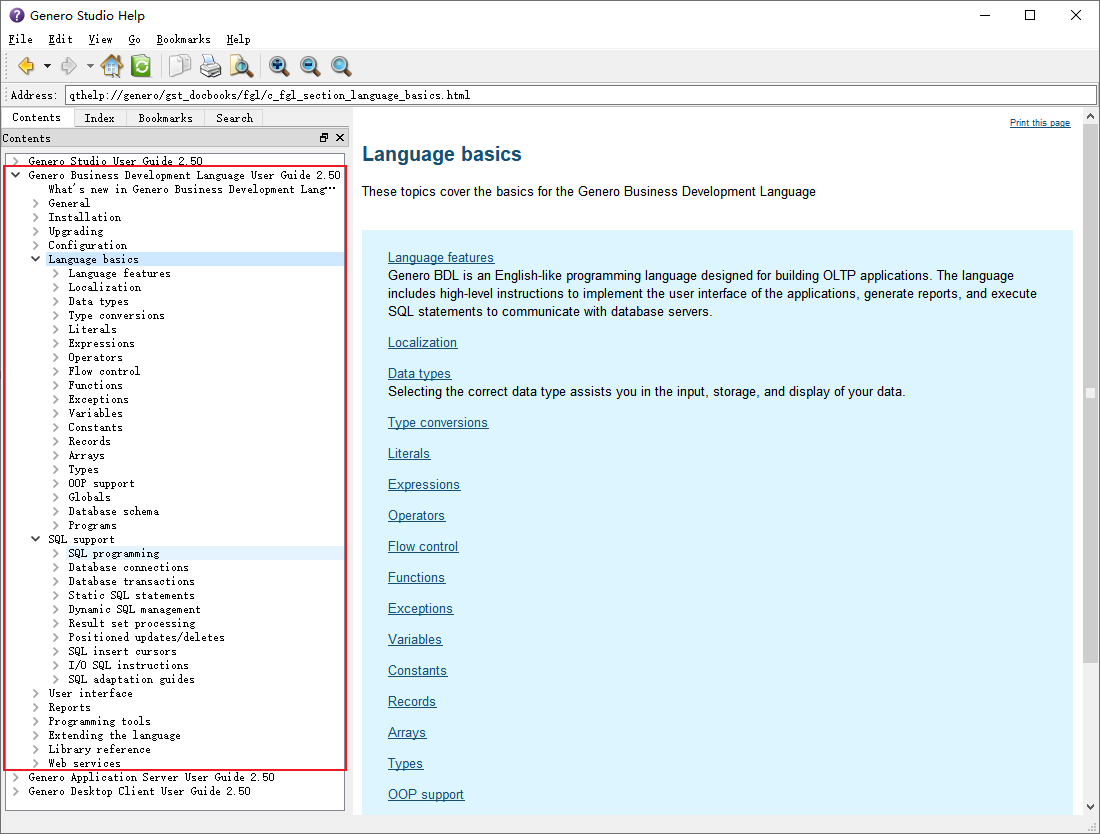 Genero Studio Help
File Edit View Go Bookmarks Help
Address: qthelp://genero/gst_docbooks/fgl/c_fgl_section_language_basics.html
Contents Index Bookmarks Search
Contents
Genero Studio User Guide 2.50
Genero Business Development Language User Guide 2.50
What's new in Genero Business Development Lang···
General
Installation
Upgrading
Configuration
Language basics
Language features
Localization
Data types
Type conversions
Literals
Expressions
Operators
Flow control
Functions
Exceptions
Variables
Constants
Records
Arrays
Types
OOP support
Globals
Database schema
Programs
SQL support
SQL programming
Database connections
Database transactions
Static SQL statements
Dynamic SQL management
Result set processing
Positioned updates/deletes
SQL insert cursors
I/O SQL instructions
SQL adaptation guides
User interface
Reports
Programming tools
Extending the language
Library reference
Web services
Genero Application Server User Guide 2.50
Genero Desktop Client User Guide 2.50
Print this page
Language basics
These topics cover the basics for the Genero Business Development Language
Language features
Genero BDL is an English-like programming language designed for building OLTP applications. The language
includes high-level instructions to implement the user interface of the applications, generate reports, and execute
SQL statements to communicate with database servers.
Localization
Data types
Selecting the correct data type assists you in the input, storage, and display of your data.
Type conversions
Literals
Expressions
Operators
Flow control
Functions
Exceptions
Variables
Constants
Records
Arrays
Types
OOP support